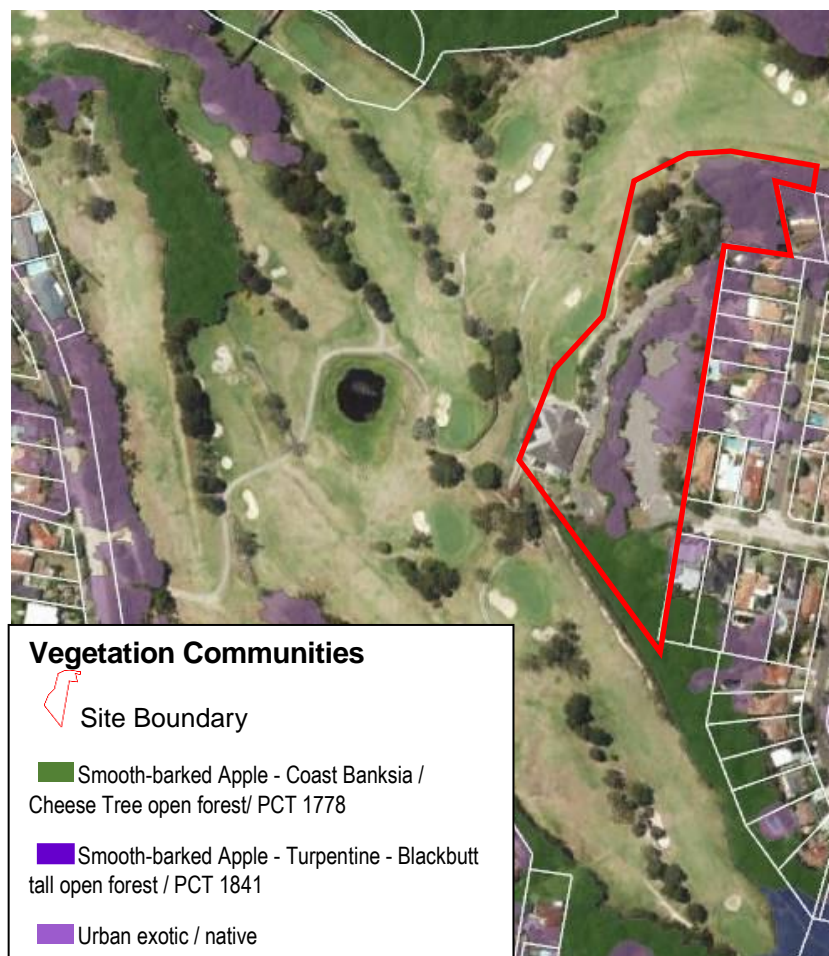 Vegetation Communities
Site Boundary
Smooth-barked Apple - Coast Banksia /
Cheese Tree open forest/ PCT 1778
Smooth-barked Apple - Turpentine - Blackbutt
tall open forest / PCT 1841
Urban exotic / native